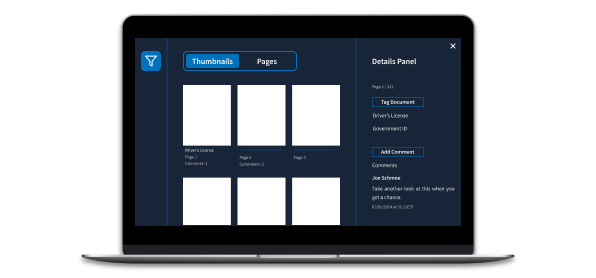 Thumbnails
Pages
Driver's License
Page 1
Comment: 1
Page 2
Comments: 2
Page 3
Details Panel
Page 1 | 111
Tag Document
Driver's License
Government ID
Add Comment
Comments
Joe Schmoe
Take another look at this when you
get a chance.